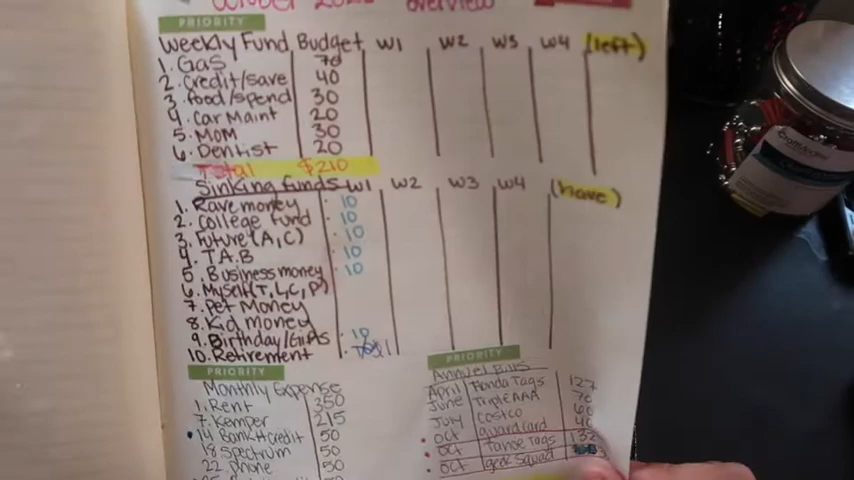 October overview
PRIORITY
Weekly Fund Budget W1 W2 W3 W4 (left)
1. Gas 70
2. Credit/save 40
3. food/spend 30
4. Car Maint 20
5. MOM 30
6. Dentist 20
Total $210
Sinking funds W1 W2 W3 W4 (have)
1. Rave money 10
2. College fund 10
3. Future (A,C) 10
4. T.A.B 10
5. Business money 10
6. Myself (T,L,C,P)
7. Pet Money
8. Kid money
9. Birthday/Gifts 10
10. Retirement
PRIORITY
Monthly Expense
1. Rent 350
7. Kemper 215
14 Bank H credit 50
18 Spectrum 50
22 phone 50
PRIORITY
Annual Bills
April Honda Tags 127
June Triple AAA 70
July Costco 60
Oct guard card
Oct Tahoe Tags 132
Oct geek Squad
CraftMedley